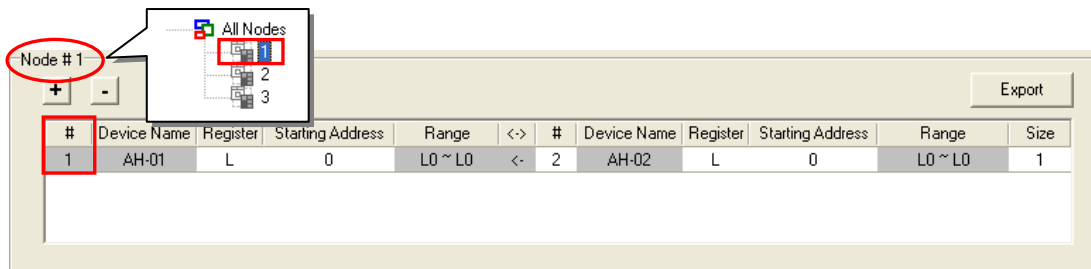 All Nodes
1
2
3
Node # 1
+ -
Export
# Device Name Register Starting Address Range <-> # Device Name Register Starting Address Range Size
1 AH-01 L 0 L0 ~ L0 <- 2 AH-02 L 0 L0 ~ L0 1